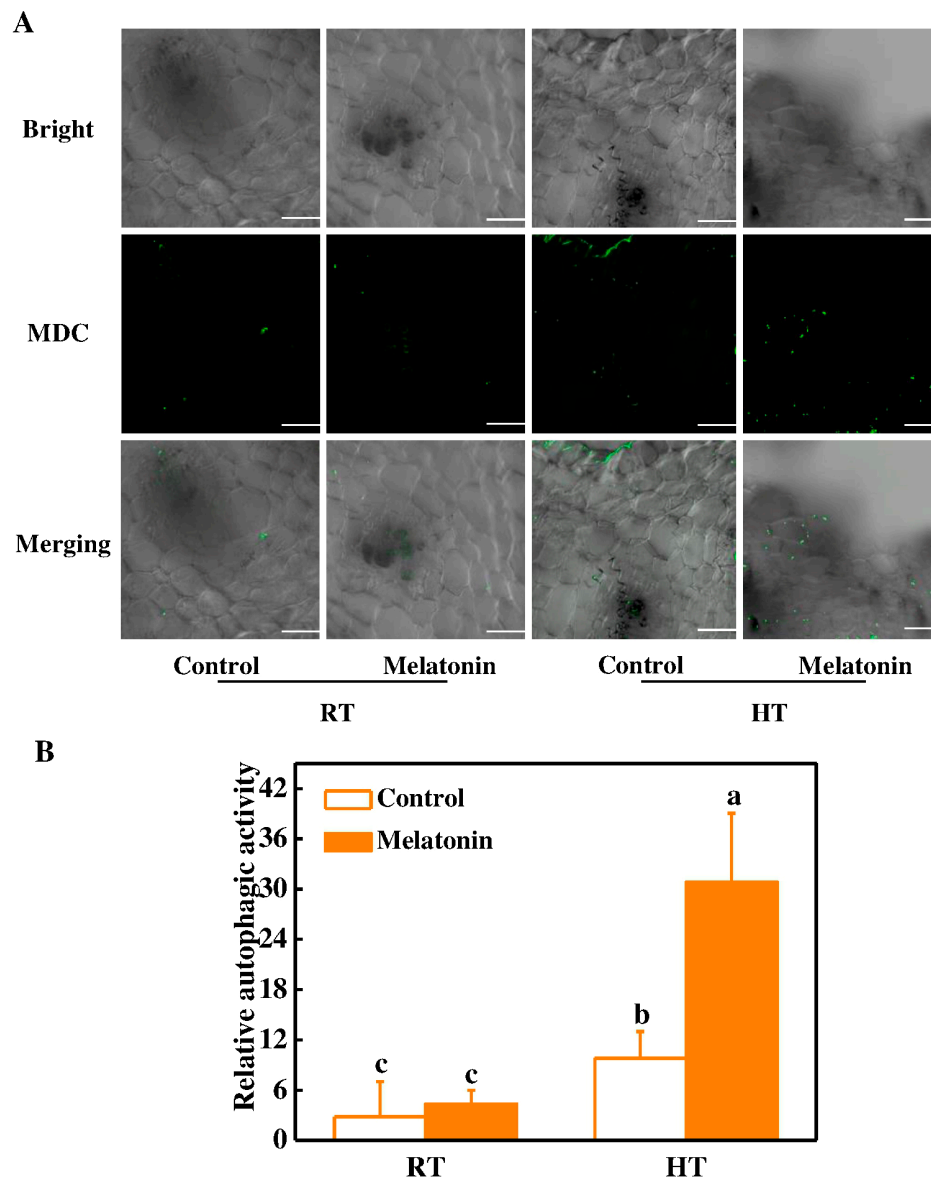 A
Bright
MDC
Merging
Control Melatonin Control Melatonin
RT HT
B
Relative autophagic activity
42
36
30
24
18
12
6
0
Control
Melatonin
c
c
b
a
RT HT